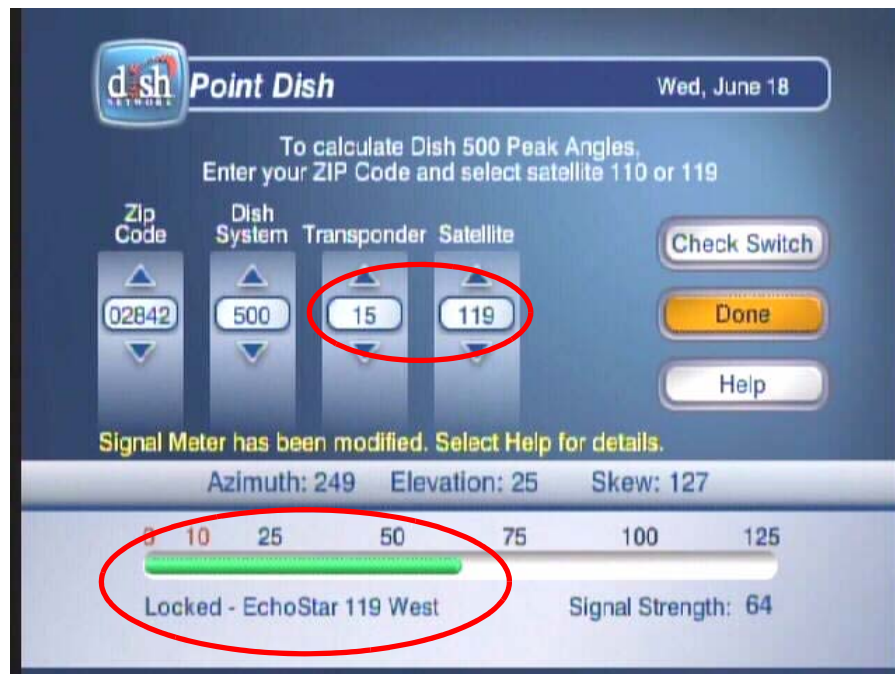 dish
NETWORK
Point Dish
Wed, June 18
To calculate Dish 500 Peak Angles,
Enter your ZIP Code and select satellite 110 or 119
Zip
Code
Dish
System
Transponder
Satellite
02842
500
15
119
Check Switch
Done
Help
Signal Meter has been modified. Select Help for details.
Azimuth: 249 Elevation: 25 Skew: 127
0 10 25 50 75 100 125
Locked - EchoStar 119 West
Signal Strength: 64